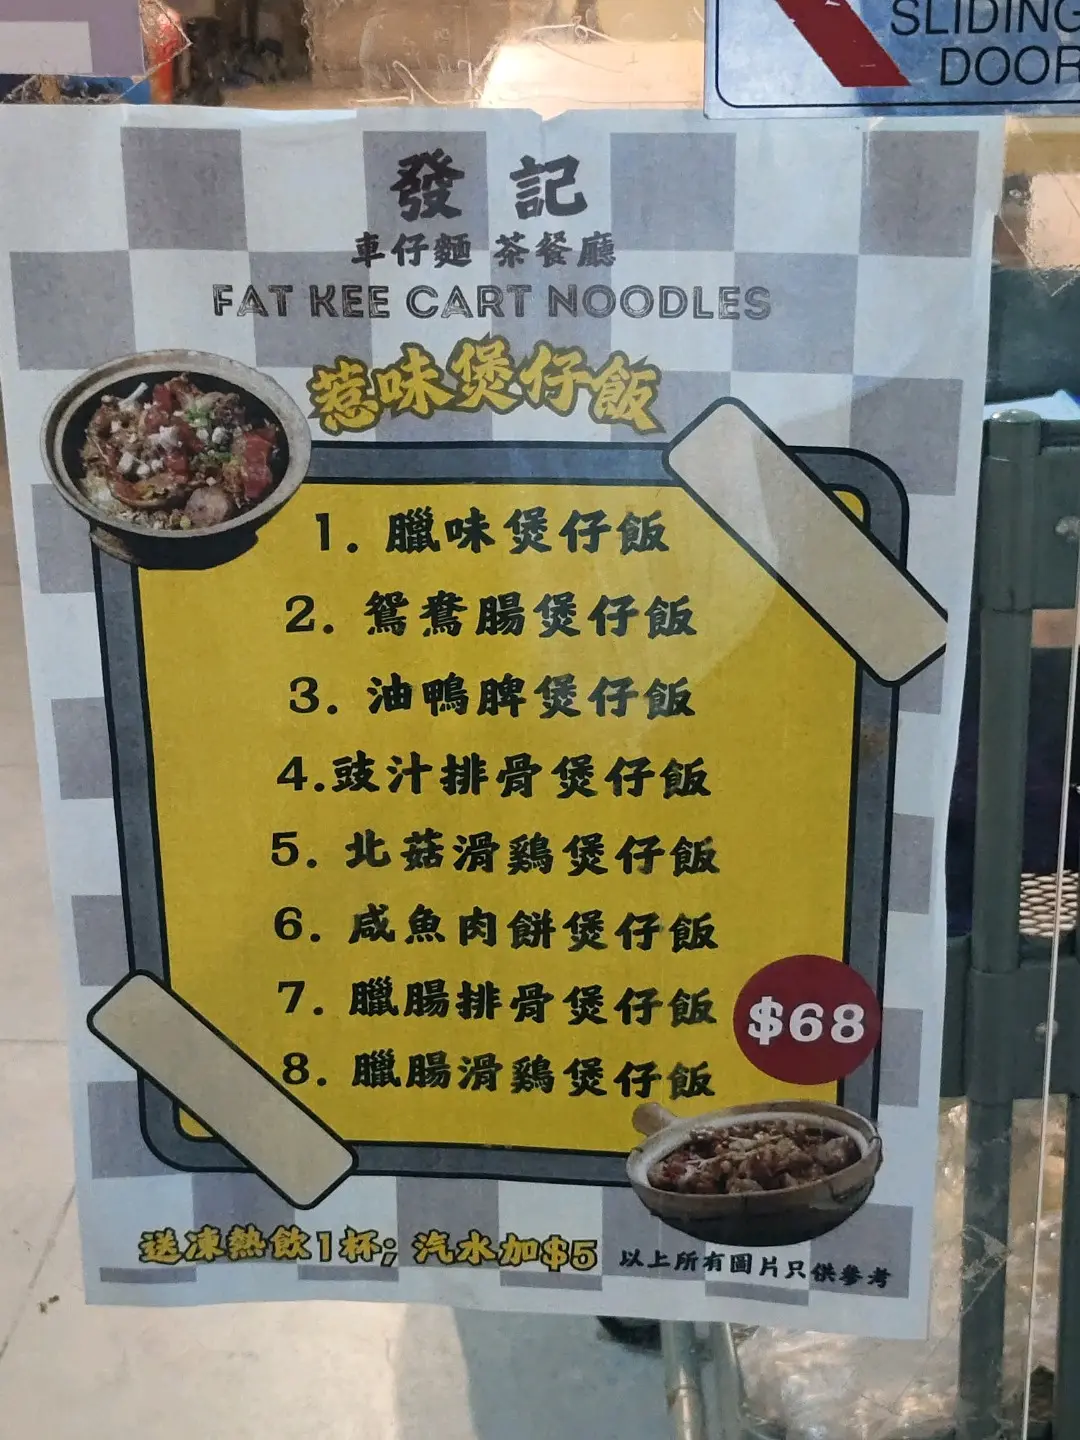 SLIDING
DOOR
發記
車仔麵 茶餐廳
FAT KEE CART NOODLES
惹味煲仔飯
1. 臘味煲仔飯
2. 鴛鴦腸煲仔飯
3. 油鴨脾煲仔飯
4.豉汁排骨煲仔飯
5. 北菇滑鷄煲仔飯
6. 咸魚肉餅煲仔飯
7. 臘腸排骨煲仔飯
8. 臘腸滑鷄煲仔飯
$68
送凍熱飲1杯; 汽水加$5
以上所有圖片只供參考